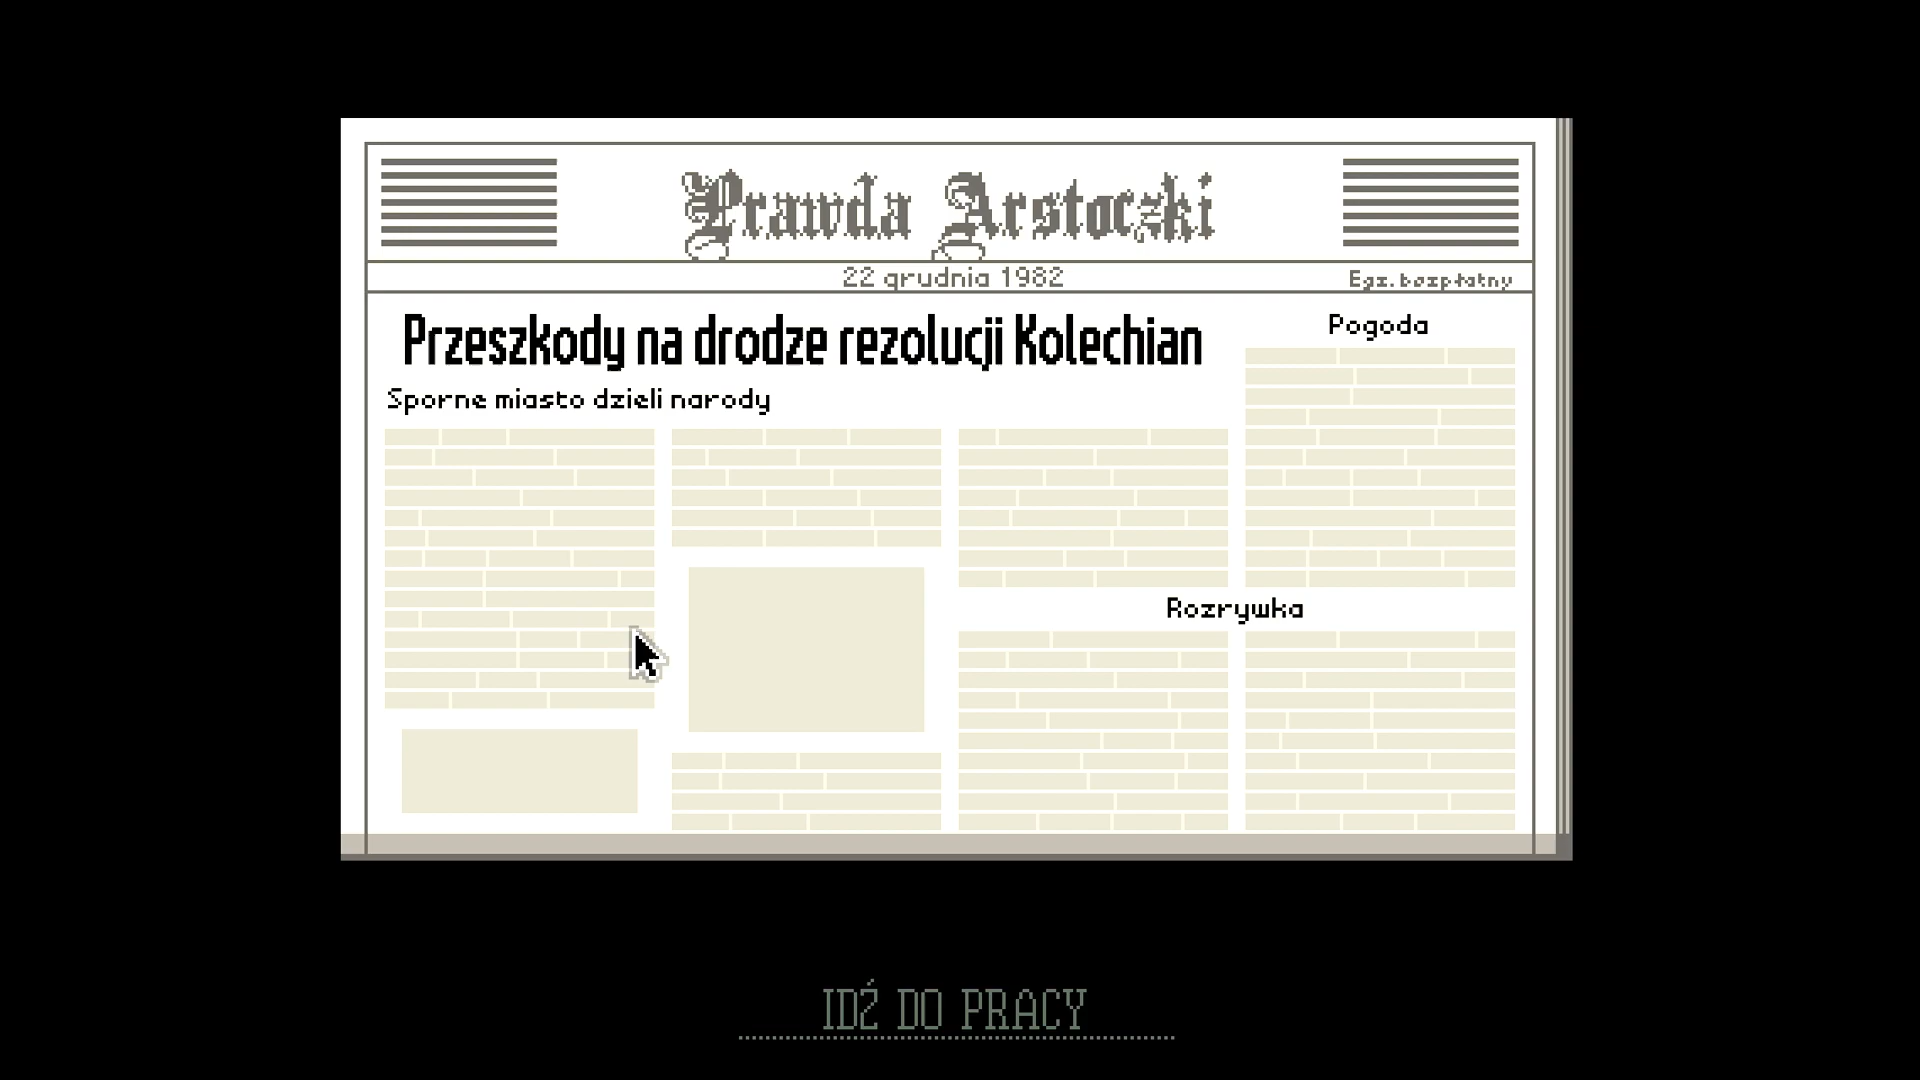 Prawda Arstoczki
22 grudnia 1982
Egz. bezpłatny
Przeszkody na drodze rezolucji Kolechian
Sporne miasto dzieli narody
Pogoda
Rozrywka
IDŹ DO PRACY